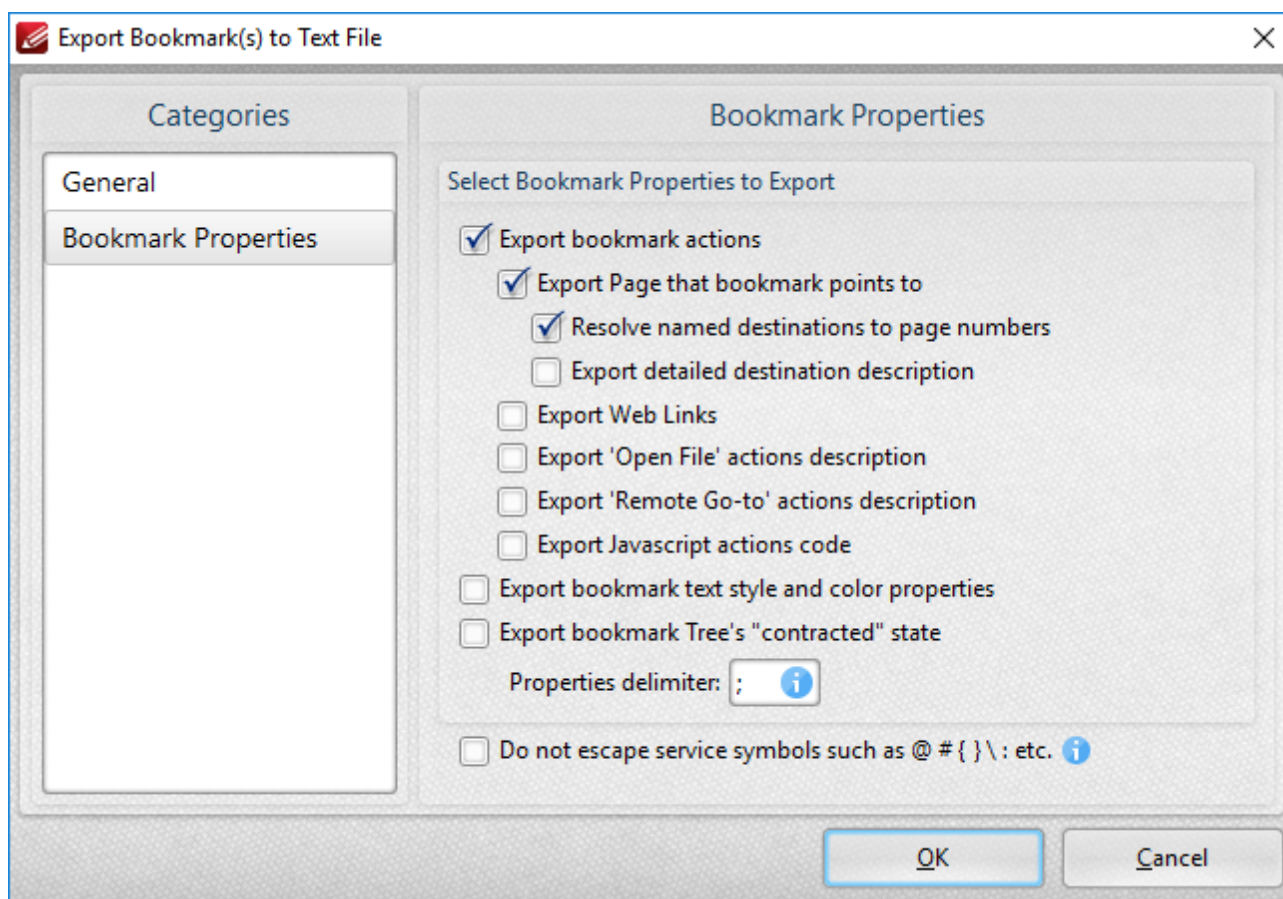 Export Bookmark(s) to Text File
Categories
General
Bookmark Properties
Bookmark Properties
Select Bookmark Properties to Export
Export bookmark actions
Export Page that bookmark points to
Resolve named destinations to page numbers
Export detailed destination description
Export Web Links
Export 'Open File' actions description
Export 'Remote Go-to' actions description
Export Javascript actions code
Export bookmark text style and color properties
Export bookmark Tree's "contracted" state
Properties delimiter: ;
Do not escape service symbols such as @ # { } \ : etc.
OK
Cancel